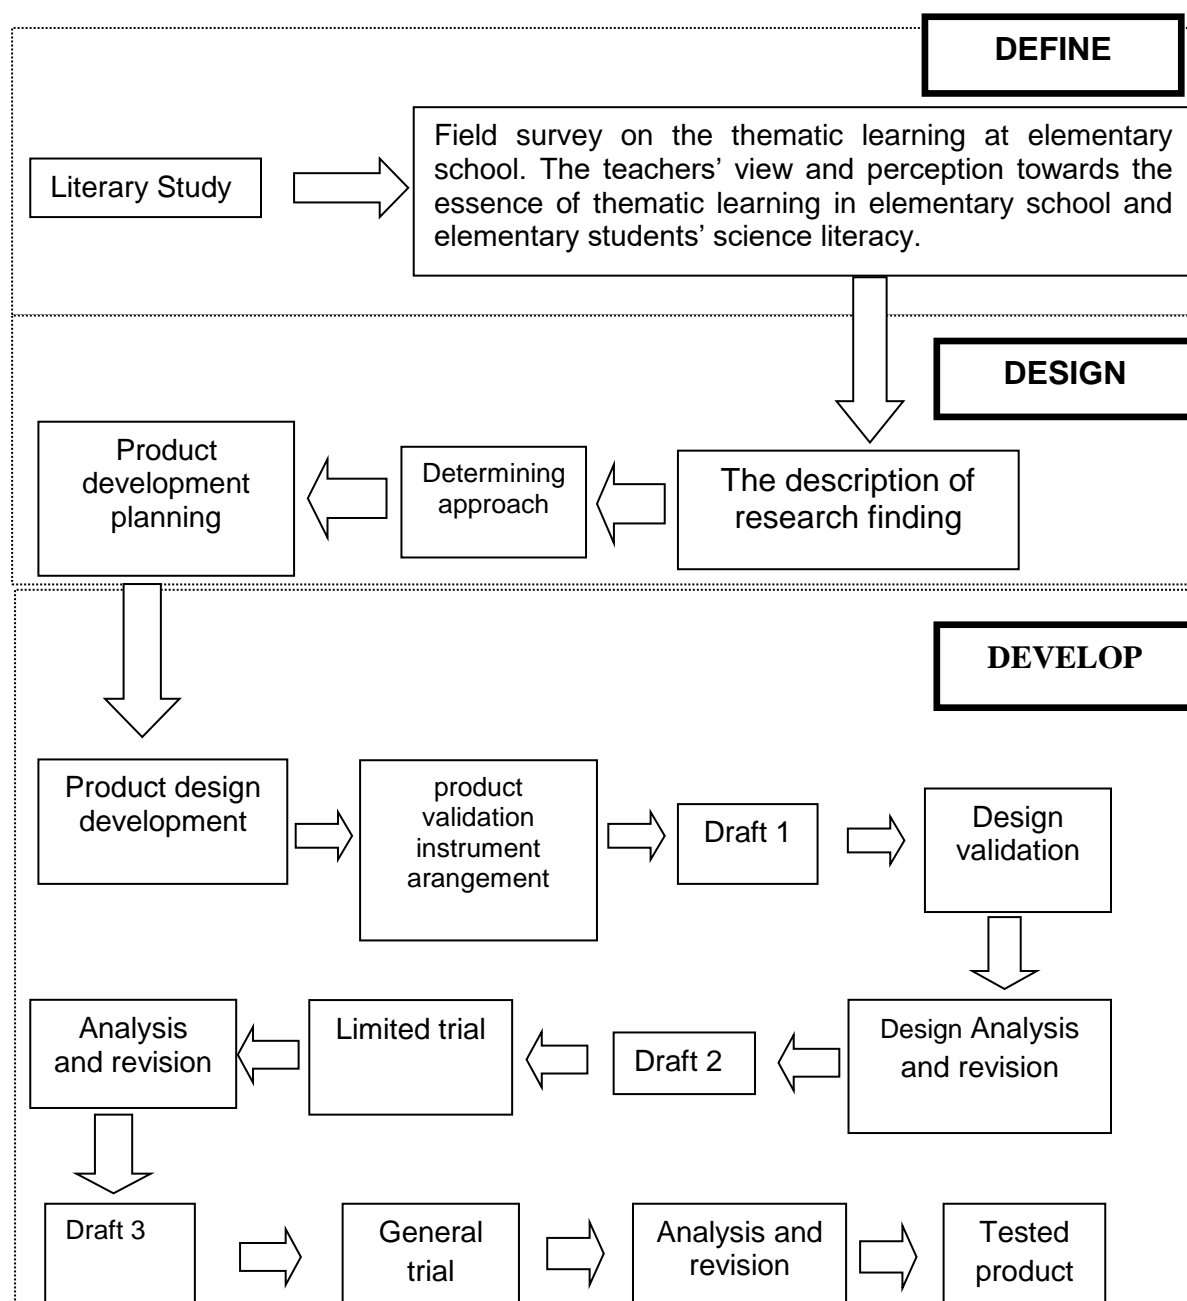 DEFINE
Literary Study
Field survey on the thematic learning at elementary
school. The teachers’ view and perception towards the
essence of thematic learning in elementary school and
elementary students’ science literacy.
DESIGN
The description of
research finding
Determining
approach
Product
development
planning
DEVELOP
Product design
development
product
validation
instrument
arangement
Draft 1
Design
validation
Design Analysis
and revision
Draft 2
Limited trial
Analysis
and revision
Draft 3
General
trial
Analysis and
revision
Tested
product